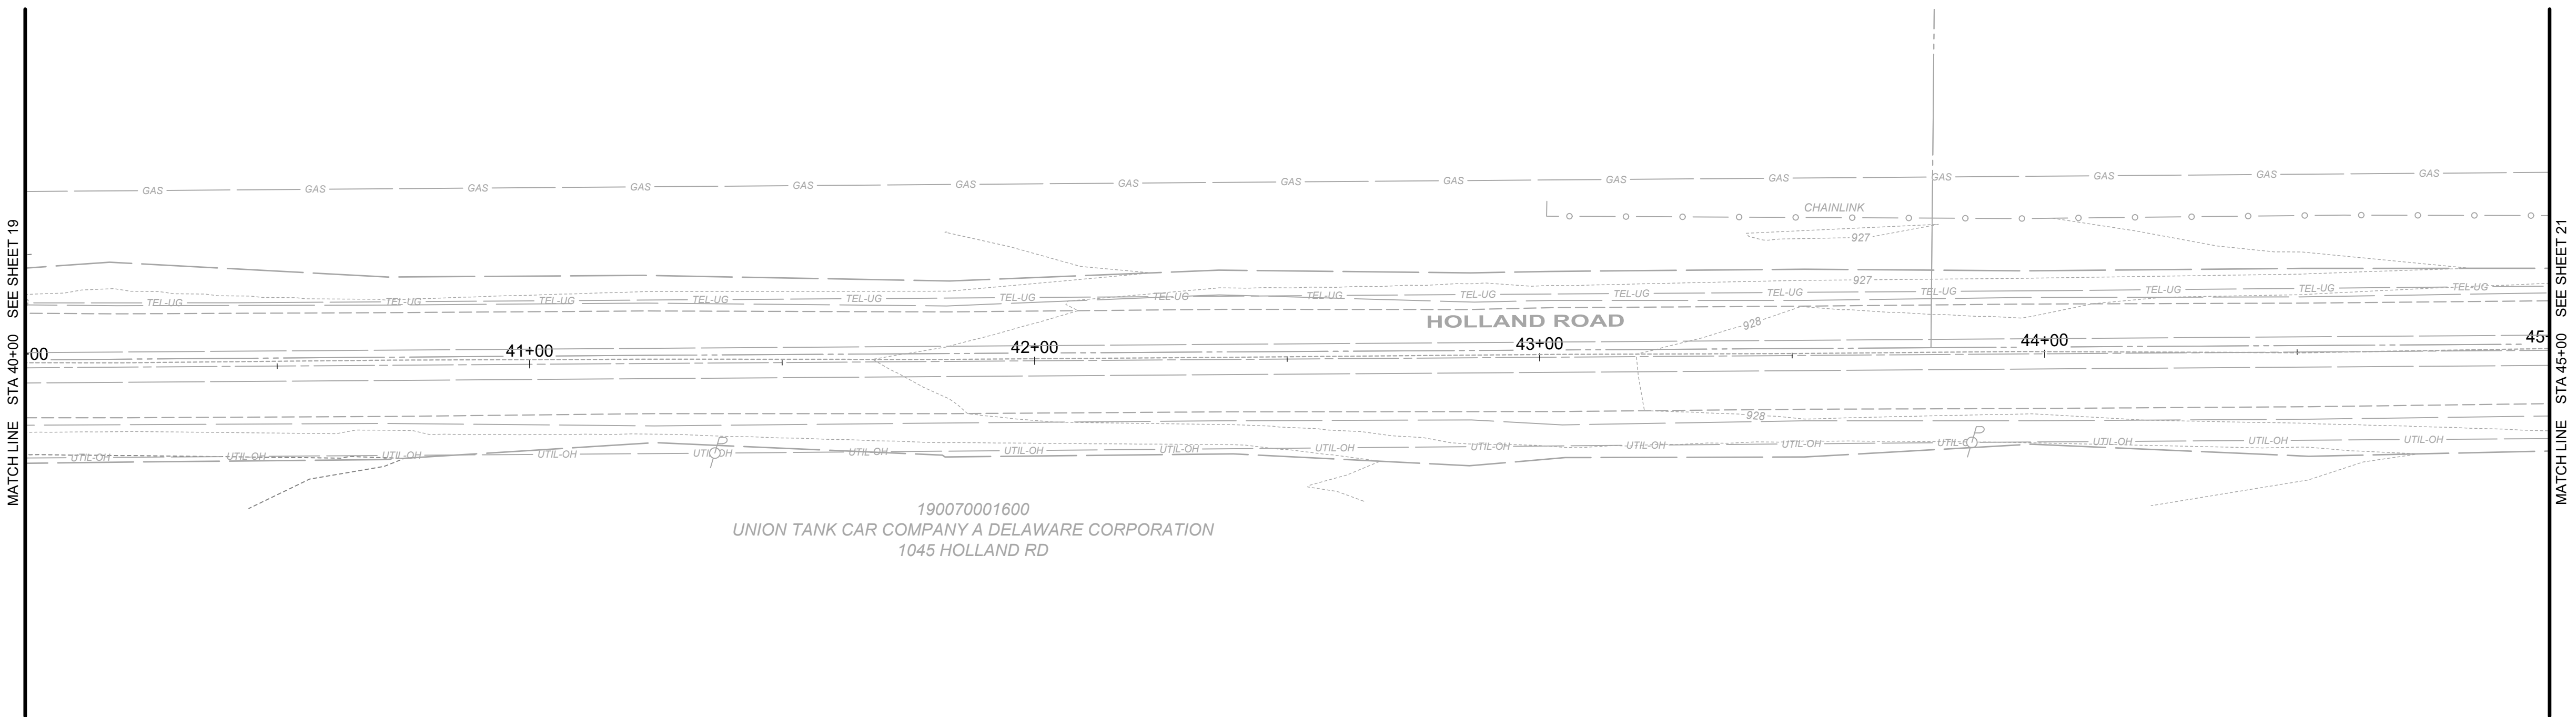 GAS GAS GAS GAS GAS GAS GAS GAS GAS GAS GAS GAS GAS GAS GAS
CHAINLINK
927
927
TEL-UG TEL-UG TEL-UG TEL-UG TEL-UG TEL-UG TEL-UG TEL-UG TEL-UG TEL-UG TEL-UG TEL-UG TEL-UG TEL-UG TEL-UG
HOLLAND ROAD
928
00 41+00 42+00 43+00 44+00 45+
928
P P
UTIL-OH UTIL-OH UTIL-OH UTIL-OH UTIL-OH UTIL-OH UTIL-OH UTIL-OH UTIL-OH UTIL-OH UTIL-OH UTIL-OH UTIL-OH UTIL-OH UTIL-OH UTIL-OH
190070001600
UNION TANK CAR COMPANY A DELAWARE CORPORATION
1045 HOLLAND RD
MATCH LINE STA 40+00 SEE SHEET 19
MATCH LINE STA 45+00 SEE SHEET 21